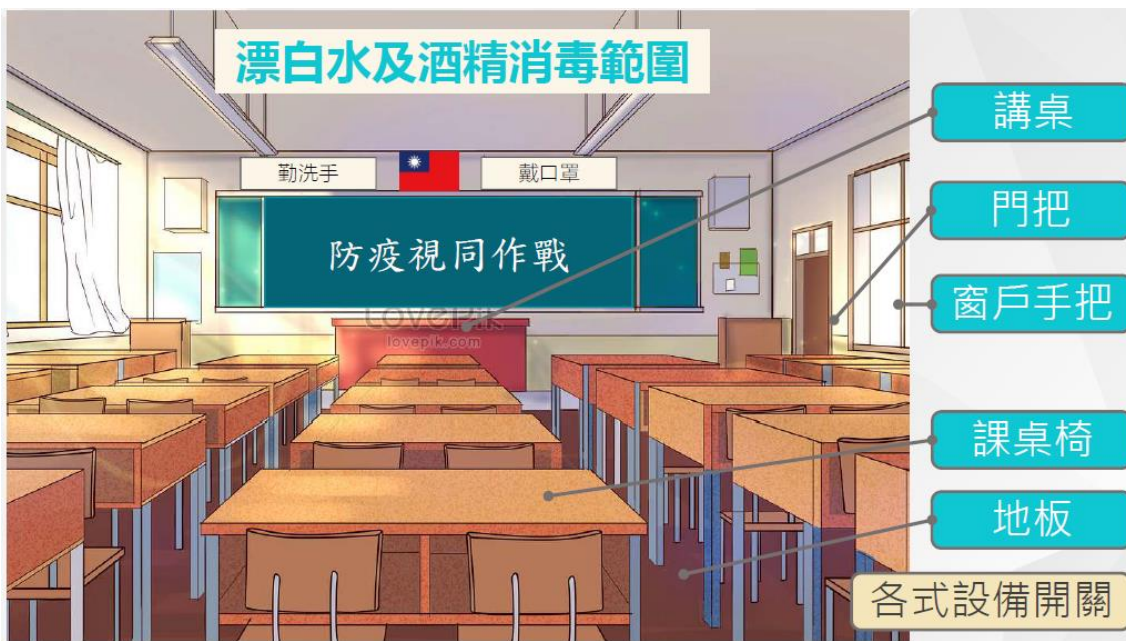 漂白水及酒精消毒範圍
勤洗手
戴口罩
防疫視同作戰
lovepik
lovepik.com
講桌
門把
窗戶手把
課桌椅
地板
各式設備開關